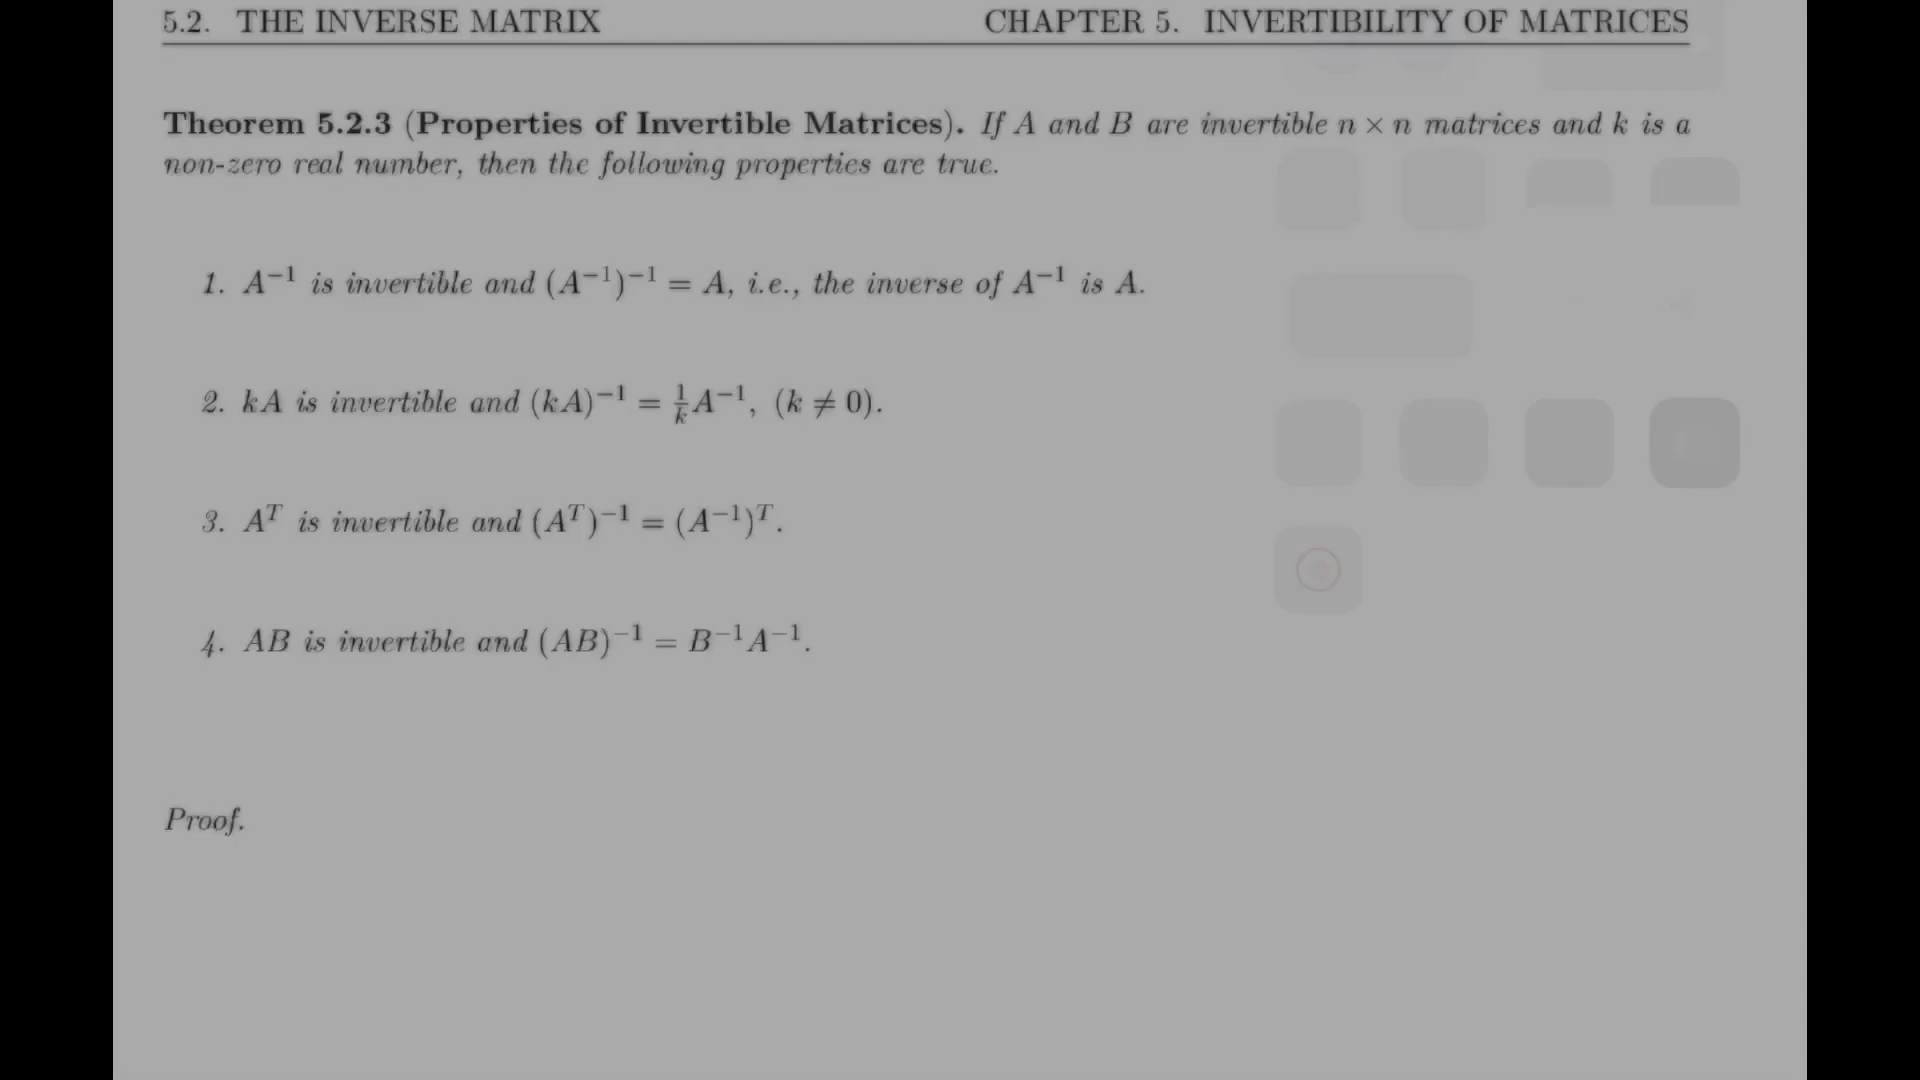 5.2. THE INVERSE MATRIX CHAPTER 5. INVERTIBILITY OF MATRICES
Theorem 5.2.3 (Properties of Invertible Matrices). If A and B are invertible n × n matrices and k is a
non-zero real number, then the following properties are true.
1. A⁻¹ is invertible and (A⁻¹)⁻¹ = A, i.e., the inverse of A⁻¹ is A.
2. kA is invertible and (kA)⁻¹ = 1/k A⁻¹, (k ≠ 0).
3. Aᵀ is invertible and (Aᵀ)⁻¹ = (A⁻¹)ᵀ.
4. AB is invertible and (AB)⁻¹ = B⁻¹A⁻¹.
Proof.